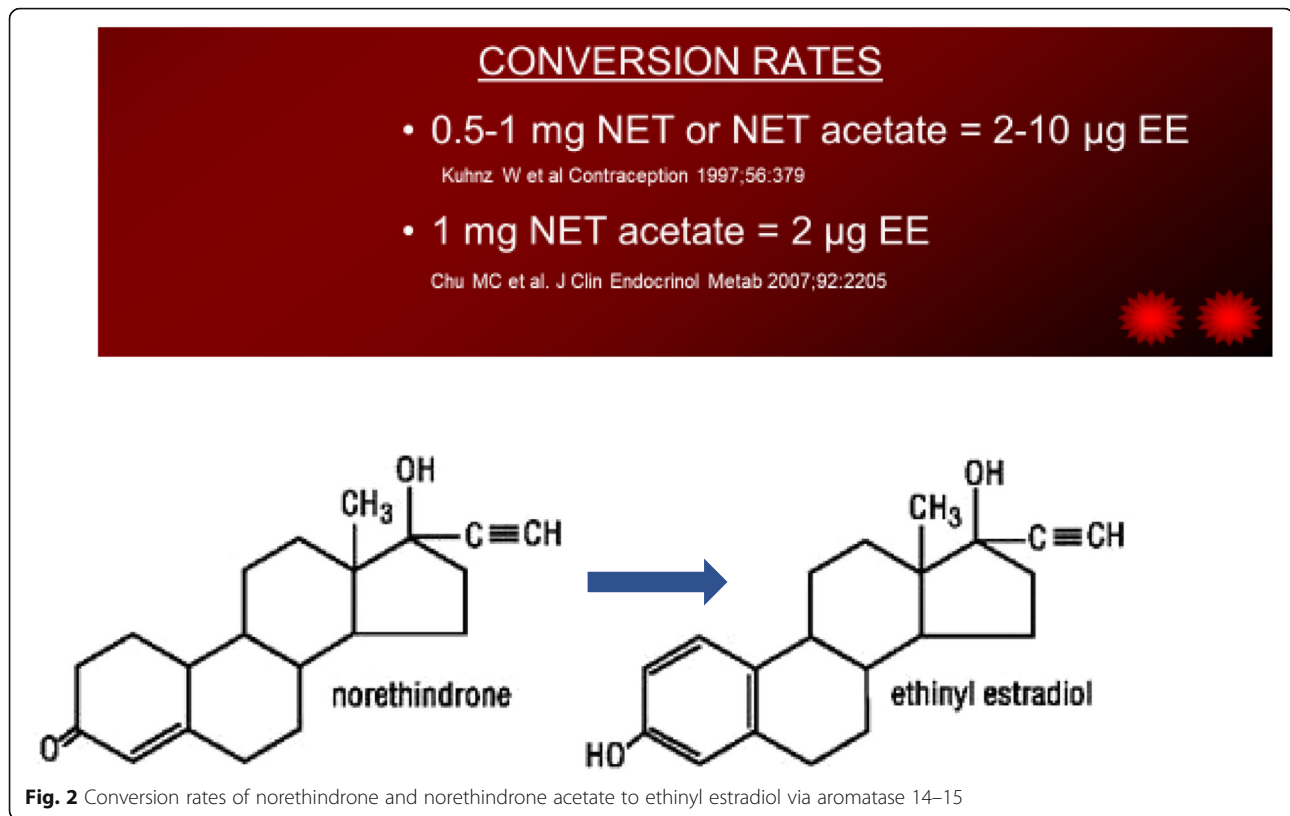 CONVERSION RATES
• 0.5-1 mg NET or NET acetate = 2-10 µg EE
Kuhnz W et al Contraception 1997;56:379
• 1 mg NET acetate = 2 µg EE
Chu MC et al. J Clin Endocrinol Metab 2007;92:2205
OH
CH₃
C≡CH
norethindrone
O
OH
CH₃
C≡CH
ethinyl estradiol
HO
Fig. 2 Conversion rates of norethindrone and norethindrone acetate to ethinyl estradiol via aromatase 14–15